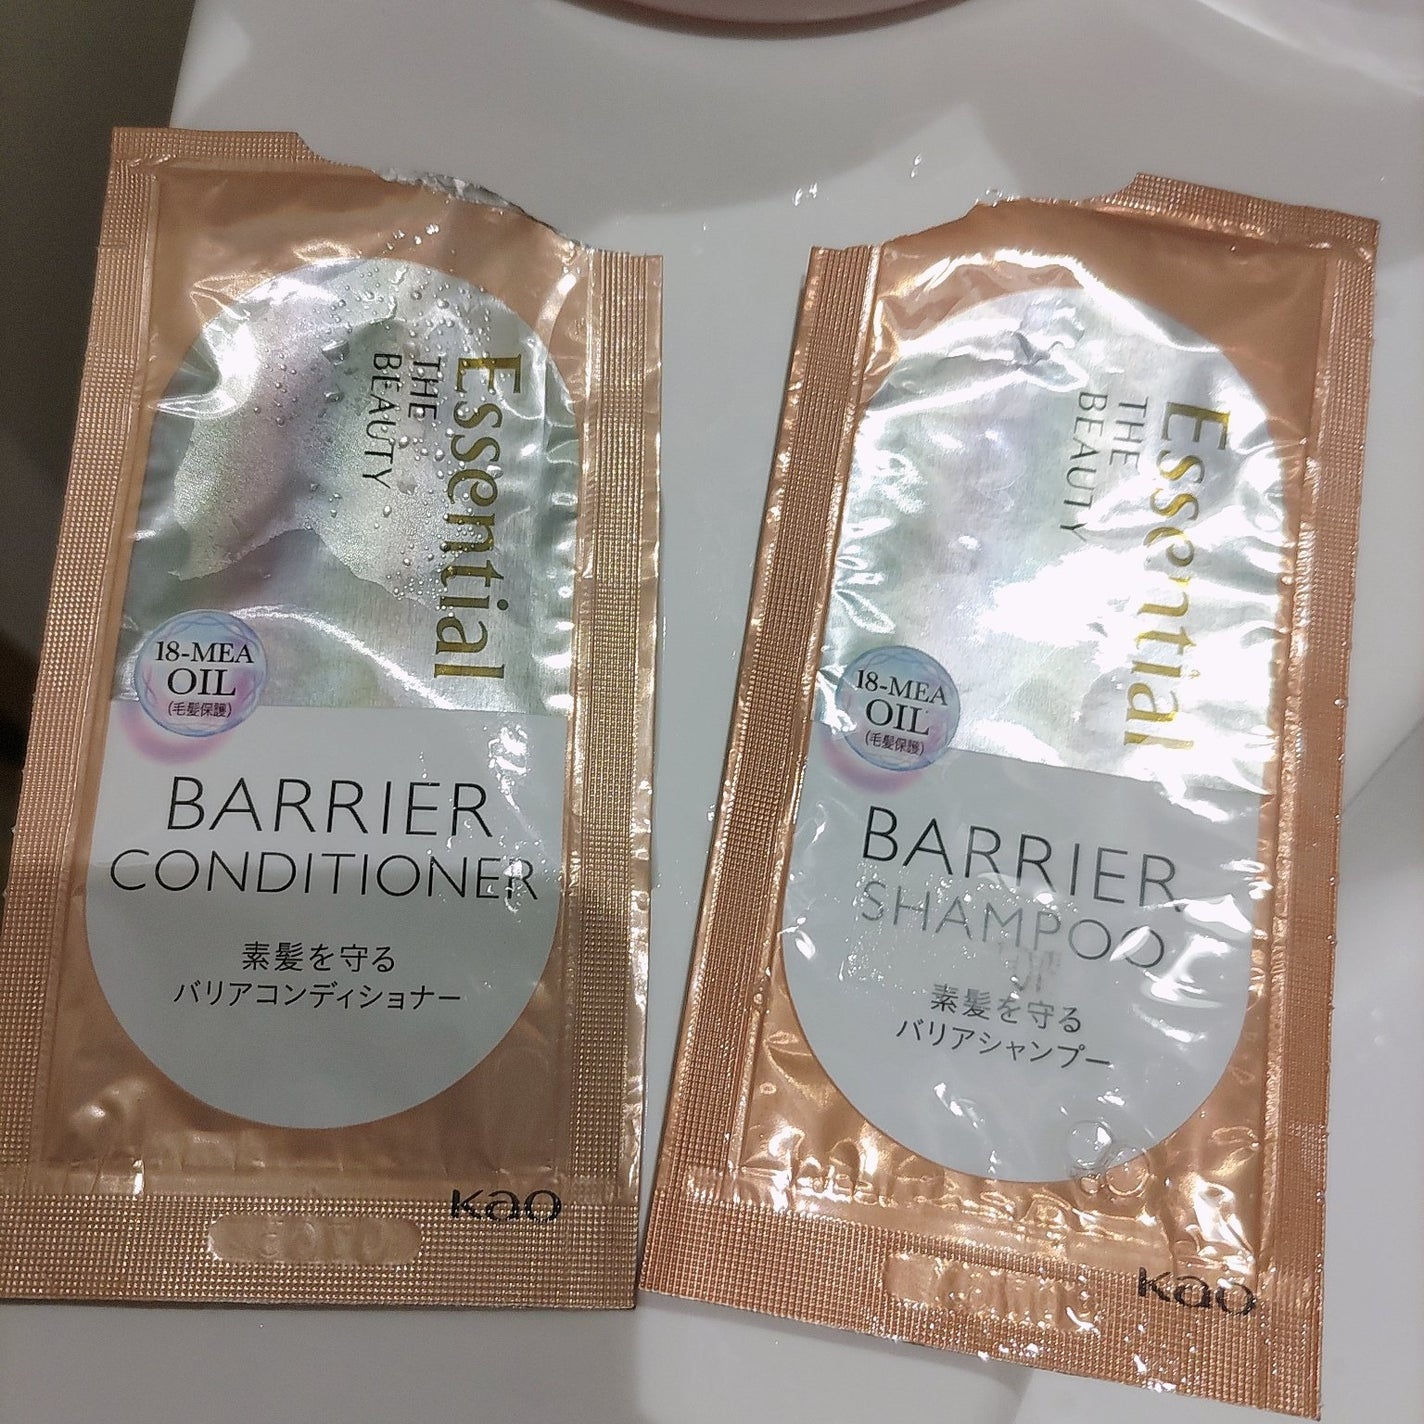 Essential
THE
BEAUTY
18-MEA
OIL
(毛髪保護)
BARRIER
CONDITIONER
素髪を守る
バリアコンディショナー
Kao
Essential
THE
BEAUTY
18-MEA
OIL
(毛髪保護)
BARRIER
SHAMPOO
素髪を守る
バリアシャンプー
Kao